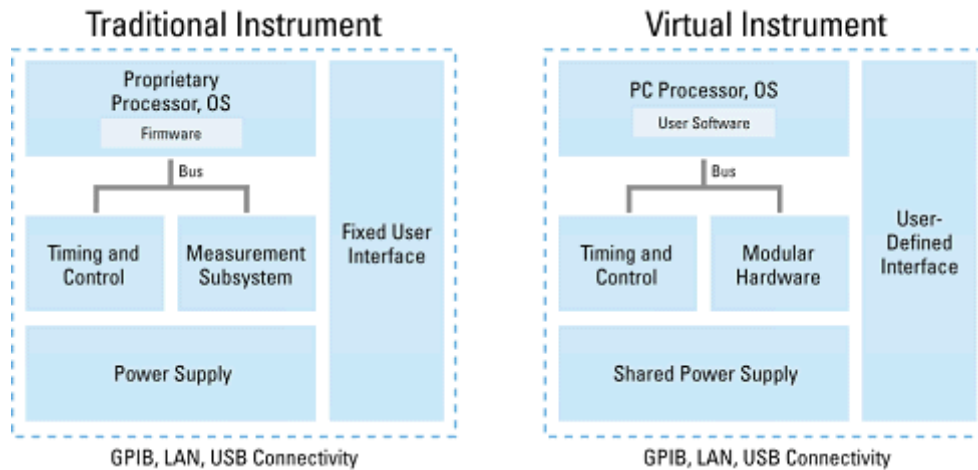 Traditional Instrument
Proprietary
Processor, OS
Firmware
Bus
Timing and
Control
Measurement
Subsystem
Power Supply
Fixed User
Interface
GPIB, LAN, USB Connectivity
Virtual Instrument
PC Processor, OS
User Software
Bus
Timing and
Control
Modular
Hardware
Shared Power Supply
User-
Defined
Interface
GPIB, LAN, USB Connectivity